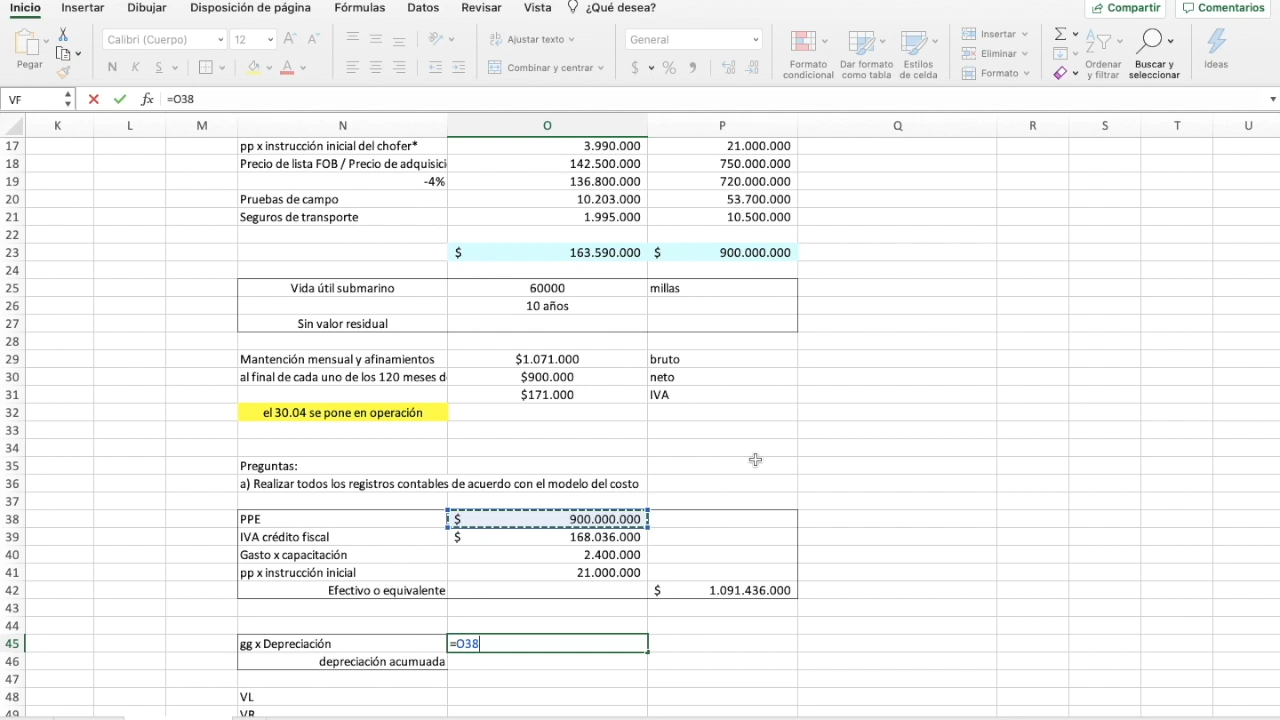 Inicio Insertar Dibujar Disposición de página Fórmulas Datos Revisar Vista ¿Qué desea? Compartir Comentarios
Pegar Calibri (Cuerpo) 12 A A Ajustar texto General Insertar
N K S A Combinar y centrar $ % Eliminar
Formato condicional Dar formato como tabla Estilos de celda Formato Ordenar y filtrar Buscar y seleccionar Ideas
VF fx =O38
K L M N O P Q R S T U
17 pp x instrucción inicial del chofer* 3.990.000 21.000.000
18 Precio de lista FOB / Precio de adquisici 142.500.000 750.000.000
19 -4% 136.800.000 720.000.000
20 Pruebas de campo 10.203.000 53.700.000
21 Seguros de transporte 1.995.000 10.500.000
22
23 $ 163.590.000 $ 900.000.000
24
25 Vida útil submarino 60000 millas
26 10 años
27 Sin valor residual
28
29 Mantención mensual y afinamientos $1.071.000 bruto
30 al final de cada uno de los 120 meses d $900.000 neto
31 $171.000 IVA
32 el 30.04 se pone en operación
33
34
35 Preguntas:
36 a) Realizar todos los registros contables de acuerdo con el modelo del costo
37
38 PPE $ 900.000.000
39 IVA crédito fiscal $ 168.036.000
40 Gasto x capacitación 2.400.000
41 pp x instrucción inicial 21.000.000
42 Efectivo o equivalente $ 1.091.436.000
43
44
45 gg x Depreciación =O38
46 depreciación acumuada
47
48 VL
49 VR